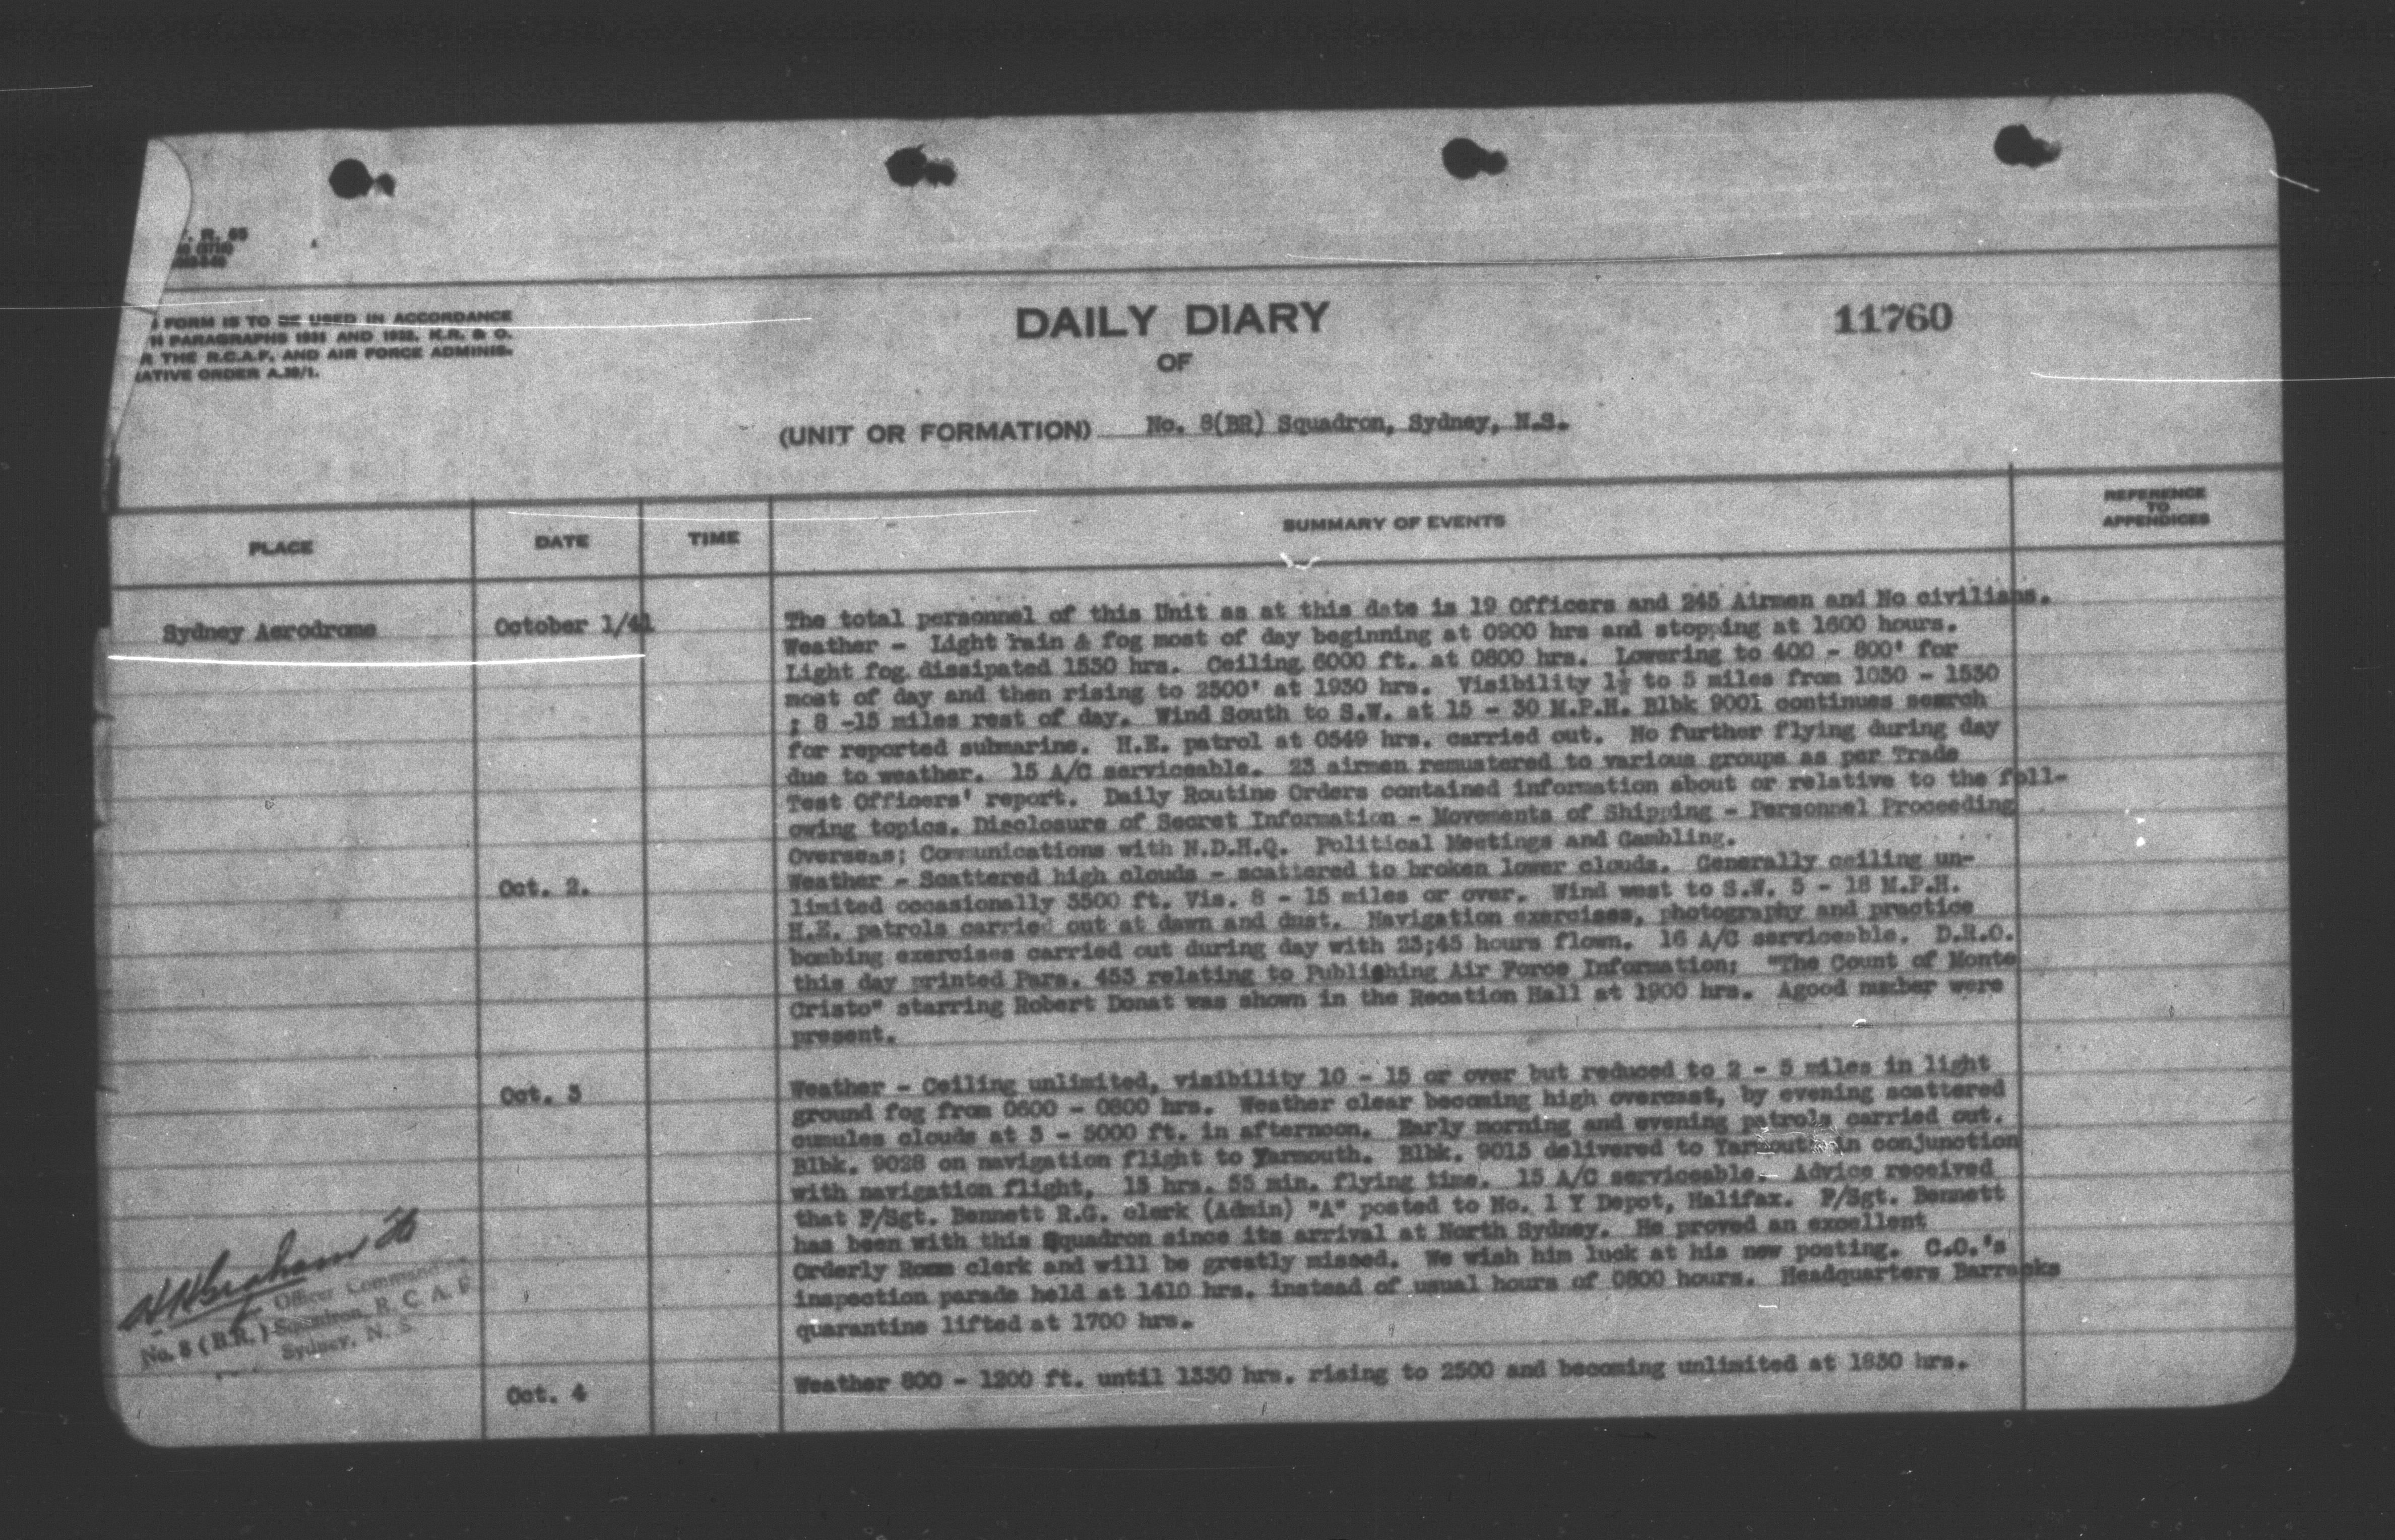 R. 65
FORM IS TO BE USED IN ACCORDANCE
H PARAGRAPHS 1931 AND 1932, K.R. & O.
R THE R.C.A.F. AND AIR FORCE ADMINIS-
RATIVE ORDER A.39/1.
DAILY DIARY
OF
11760
(UNIT OR FORMATION) No. 8(BR) Squadron, Sydney, N.S.
PLACE DATE TIME SUMMARY OF EVENTS REFERENCE TO APPENDICES
Sydney Aerodrome October 1/41 The total personnel of this Unit as at this date is 19 Officers and 245 Airmen and No civilians.
Weather - Light rain & fog most of day beginning at 0900 hrs and stopping at 1600 hours.
Light fog dissipated 1530 hrs. Ceiling 6000 ft. at 0800 hrs. Lowering to 400 - 800' for
most of day and then rising to 2500' at 1930 hrs. Visibility 1½ to 5 miles from 1030 - 1530
; 8 -15 miles rest of day. Wind South to S.W. at 15 - 30 M.P.H. Blbk 9001 continues search
for reported submarine. H.E. patrol at 0549 hrs. carried out. No further flying during day
due to weather. 15 A/C serviceable. 23 airmen remustered to various groups as per Trade
Test Officers' report. Daily Routine Orders contained information about or relative to the foll-
owing topics. Disclosure of Secret Information - Movements of Shipping - Personnel Proceeding
Overseas; Communications with N.D.H.Q. Political Meetings and Gambling.
Oct. 2. Weather - Scattered high clouds - scattered to broken lower clouds. Generally ceiling un-
limited occasionally 3500 ft. Vis. 8 - 15 miles or over. Wind west to S.W. 5 - 18 M.P.H.
H.E. patrols carried out at dawn and dust. Navigation exercises, photography and practice
bombing exercises carried out during day with 23;45 hours flown. 16 A/C serviceable. D.R.O.
this day printed Para. 453 relating to Publishing Air Force Information; "The Count of Monte
Cristo" starring Robert Donat was shown in the Recation Hall at 1900 hrs. Agood number were
present.
Oct. 3 Weather - Ceiling unlimited, visibility 10 - 15 or over but reduced to 2 - 5 miles in light
ground fog from 0600 - 0800 hrs. Weather clear becoming high overcast, by evening scattered
cumules clouds at 3 - 5000 ft. in afternoon. Early morning and evening patrols carried out.
Blbk. 9028 on navigation flight to Yarmouth. Blbk. 9013 delivered to Yarmouth in conjunction
with navigation flight, 15 hrs. 55 min. flying time. 15 A/C serviceable. Advice received
that F/Sgt. Bennett R.G. clerk (Admin) "A" posted to No. 1 Y Depot, Halifax. F/Sgt. Bennett
has been with this Squadron since its arrival at North Sydney. He proved an excellent
Orderly Room clerk and will be greatly missed. We wish him luck at his new posting. C.O.'s
inspection parade held at 1410 hrs. instead of usual hours of 0800 hours. Headquarters Barracks
quarantine lifted at 1700 hrs.
Officer Commanding
No. 8 (B.R.) Squadron, R. C. A. F.
Sydney, N. S.
Oct. 4 Weather 800 - 1200 ft. until 1330 hrs. rising to 2500 and becoming unlimited at 1830 hrs.